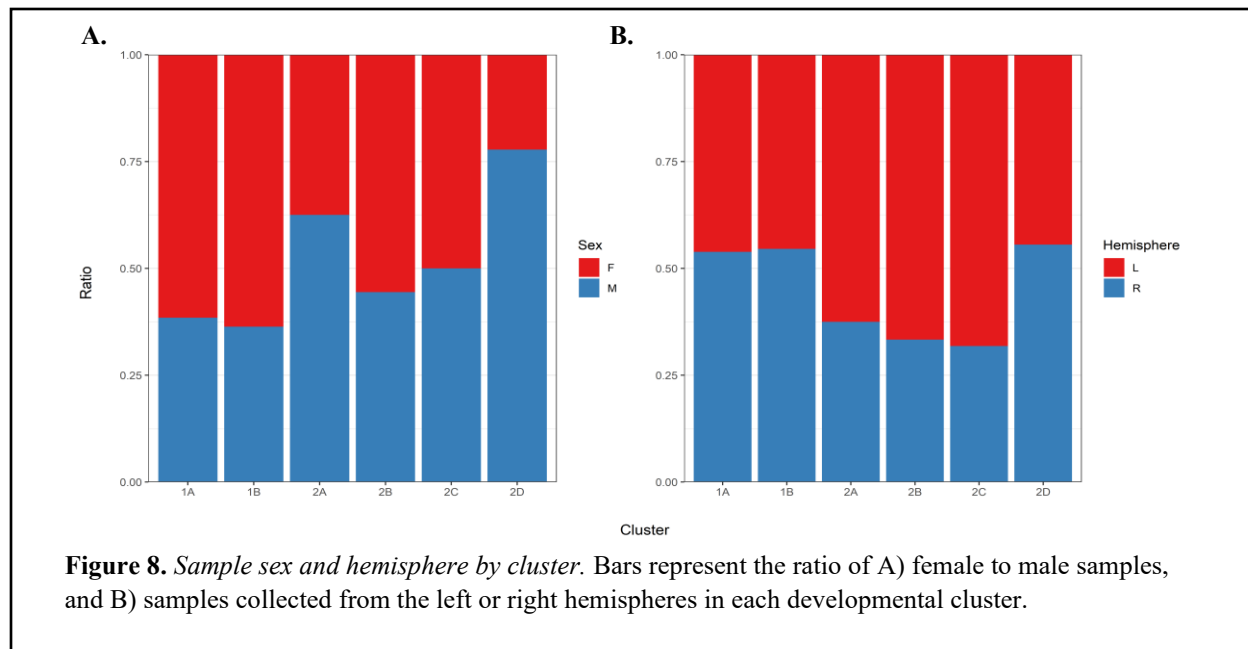 A.
B.
1.00
0.75
0.50
0.25
0.00
Ratio
1A 1B 2A 2B 2C 2D
Sex
F
M
1.00
0.75
0.50
0.25
0.00
1A 1B 2A 2B 2C 2D
Hemisphere
L
R
Cluster
Figure 8. Sample sex and hemisphere by cluster. Bars represent the ratio of A) female to male samples,
and B) samples collected from the left or right hemispheres in each developmental cluster.